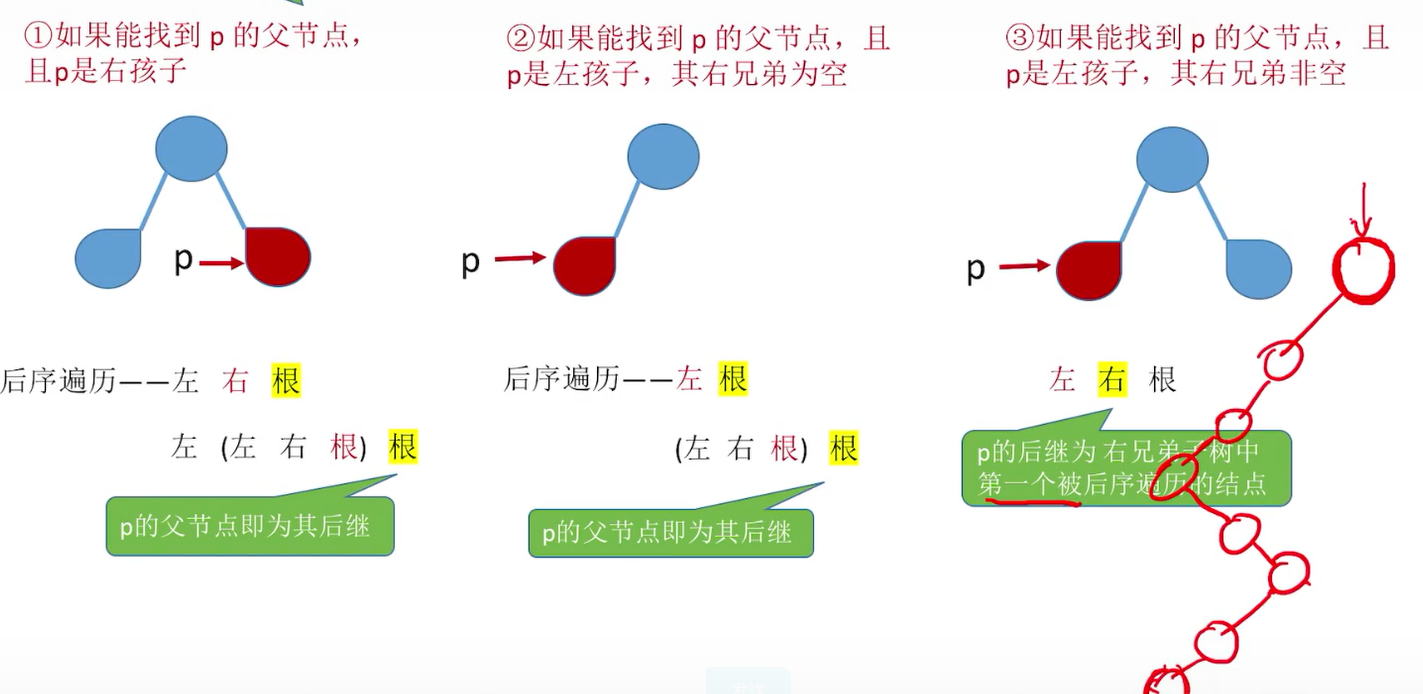 ①如果能找到 p 的父节点，
且p是右孩子
p
后序遍历——左 右 根
左 (左 右 根) 根
p的父节点即为其后继
②如果能找到 p 的父节点，且
p是左孩子，其右兄弟为空
p
后序遍历——左 根
(左 右 根) 根
p的父节点即为其后继
③如果能找到 p 的父节点，且
p是左孩子，其右兄弟非空
p
左 右 根
p的后继为 右兄弟子树中
第一个被后序遍历的结点